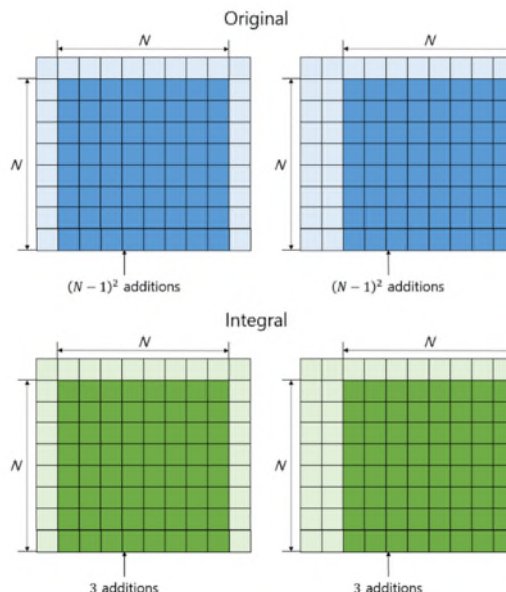 Original
N N
N N
(N − 1)² additions (N − 1)² additions
Integral
N N
N N
3 additions 3 additions